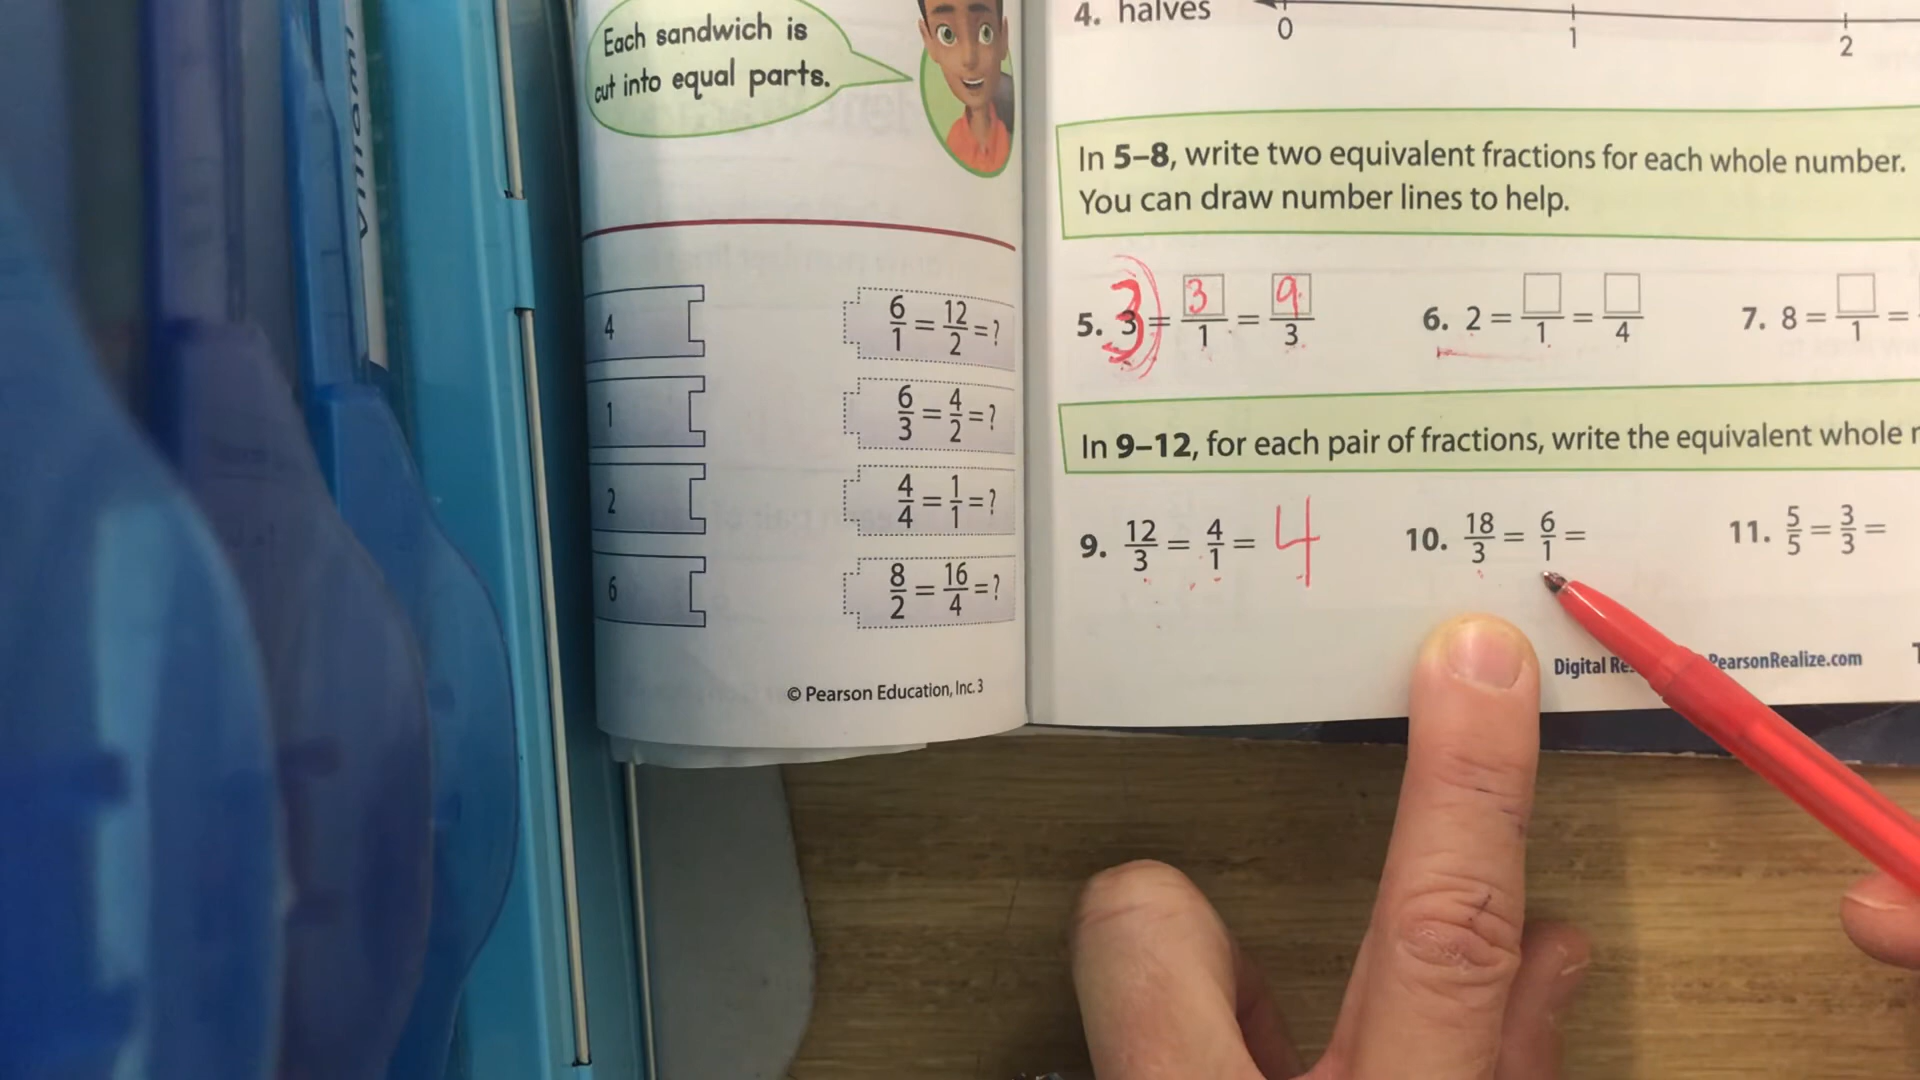 Each sandwich is
cut into equal parts.
4
1
2
6
6/1 = 12/2 = ?
6/3 = 4/2 = ?
4/4 = 1/1 = ?
8/2 = 16/4 = ?
© Pearson Education, Inc. 3
4. halves
0 1 2
In 5–8, write two equivalent fractions for each whole number.
You can draw number lines to help.
5. 3 = 3/1 = 9/3
6. 2 = □/1 = □/4
7. 8 = □/1 =
In 9–12, for each pair of fractions, write the equivalent whole
9. 12/3 = 4/1 = 4
10. 18/3 = 6/1 =
11. 5/5 = 3/3 =
Digital PearsonRealize.com